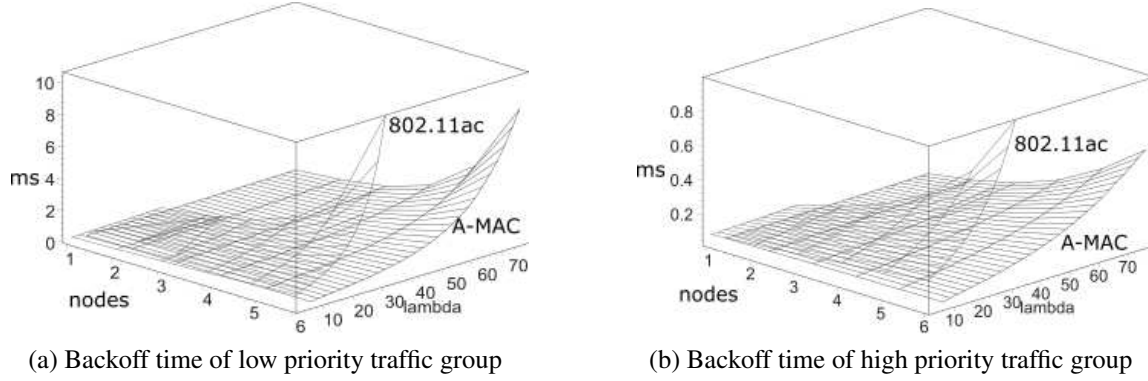 10
8
802.11ac
6
ms 4
2
A-MAC
0
1
2
3
4
5
6
nodes
10 20 30 40 50 60 70
lambda
(a) Backoff time of low priority traffic group
0.8
802.11ac
0.6
ms 0.4
0.2
A-MAC
1
2
3
4
5
6
nodes
10 20 30 40 50 60 70
lambda
(b) Backoff time of high priority traffic group